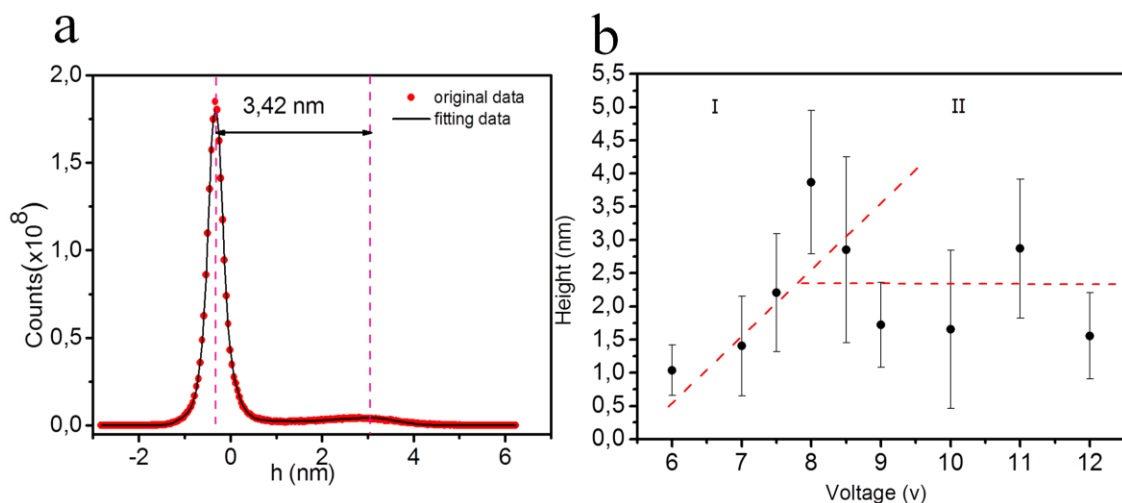 a
2,0
1,5
1,0
0,5
0,0
Counts(x10^8)
-2 0 2 4 6
h (nm)
3,42 nm
original data
fitting data
b
5,5
5,0
4,5
4,0
3,5
3,0
2,5
2,0
1,5
1,0
0,5
0,0
Height (nm)
I
II
6 7 8 9 10 11 12
Voltage (v)